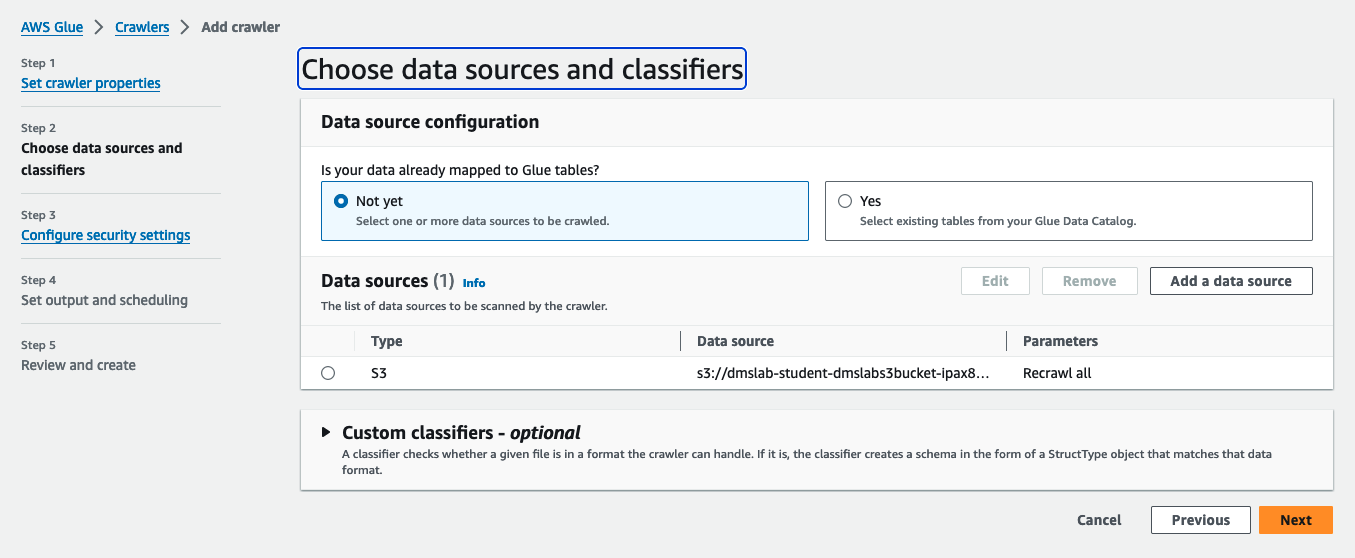 AWS Glue > Crawlers > Add crawler
Step 1
Set crawler properties
Step 2
Choose data sources and
classifiers
Step 3
Configure security settings
Step 4
Set output and scheduling
Step 5
Review and create
Choose data sources and classifiers
Data source configuration
Is your data already mapped to Glue tables?
Not yet
Select one or more data sources to be crawled.
Yes
Select existing tables from your Glue Data Catalog.
Data sources (1) Info
Edit
Remove
Add a data source
The list of data sources to be scanned by the crawler.
Type Data source Parameters
S3 s3://dmslab-student-dmslabs3bucket-ipax8... Recrawl all
Custom classifiers - optional
A classifier checks whether a given file is in a format the crawler can handle. If it is, the classifier creates a schema in the form of a StructType object that matches that data
format.
Cancel
Previous
Next